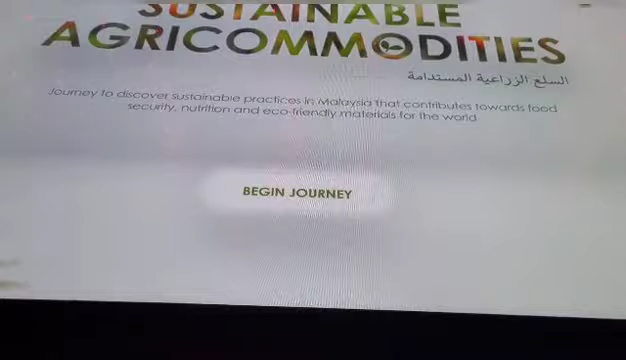 SUSTAINABLE
AGRICOMMODITIES
السلع الزراعية المستدامة
Journey to discover sustainable practices in Malaysia that contributes towards food
security, nutrition and eco-friendly materials for the world
BEGIN JOURNEY